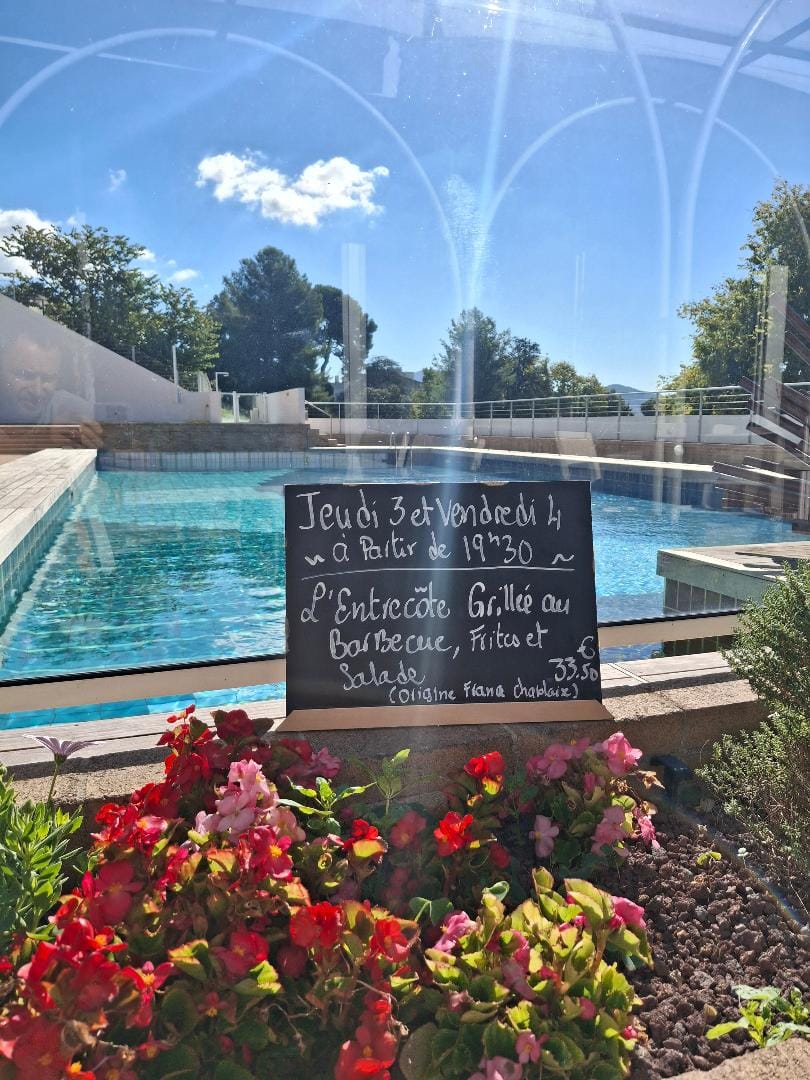 Jeudi 3 et Vendredi 4
~ à Partir de 19h30 ~
L'Entrecôte Grillée au
Barbecue, Frites et
Salade 33.50 €
(Origine France Charolaix)